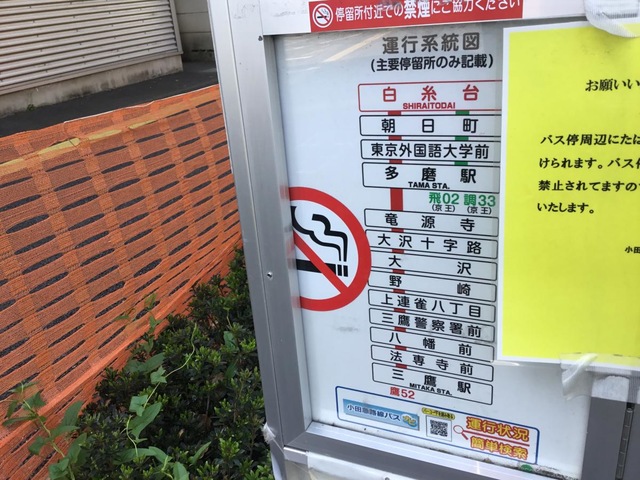 停留所付近での禁煙にご協力ください
運行系統図
(主要停留所のみ記載)
白糸台
SHIRAITODAI
朝日町
東京外国語大学前
多磨駅
TAMA STA.
飛02 調33
(京王) (京王)
竜源寺
大沢十字路
大沢
野崎
上連雀八丁目
三鷹警察署前
八幡前
法専寺前
三鷹駅
MITAKA STA.
鷹52
小田急路線バス
運行状況
簡単検索
お願いい
バス停周辺にたは
けられます。バス停
禁止されてますので
いたします。
小田